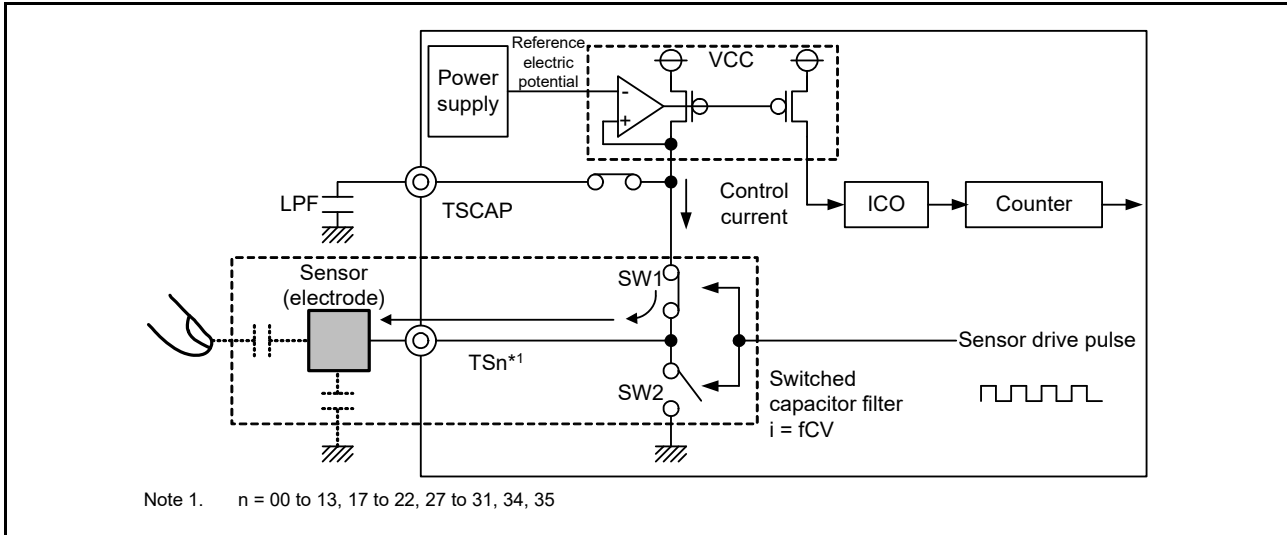 Reference
electric
potential
Power
supply
VCC
-
+
LPF
TSCAP
Control
current
ICO
Counter
Sensor
(electrode)
SW1
TSn*1
SW2
Sensor drive pulse
Switched
capacitor filter
i = fCV
Note 1. n = 00 to 13, 17 to 22, 27 to 31, 34, 35